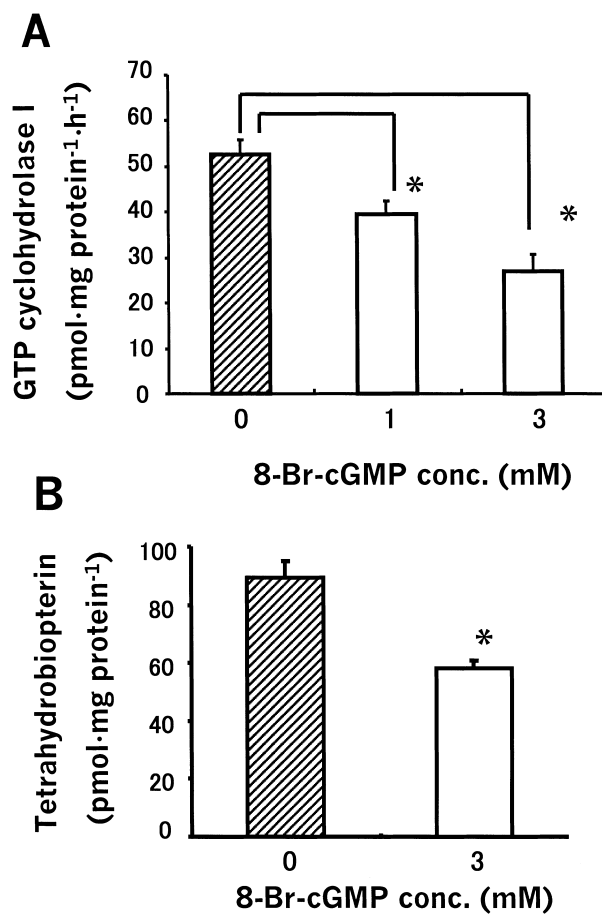 A
GTP cyclohydrolase I
(pmol·mg protein⁻¹·h⁻¹)
70
60
50
40
30
20
10
0
*
*
0 1 3
8-Br-cGMP conc. (mM)
B
Tetrahydrobiopterin
(pmol·mg protein⁻¹)
100
80
60
40
20
0
*
0 3
8-Br-cGMP conc. (mM)